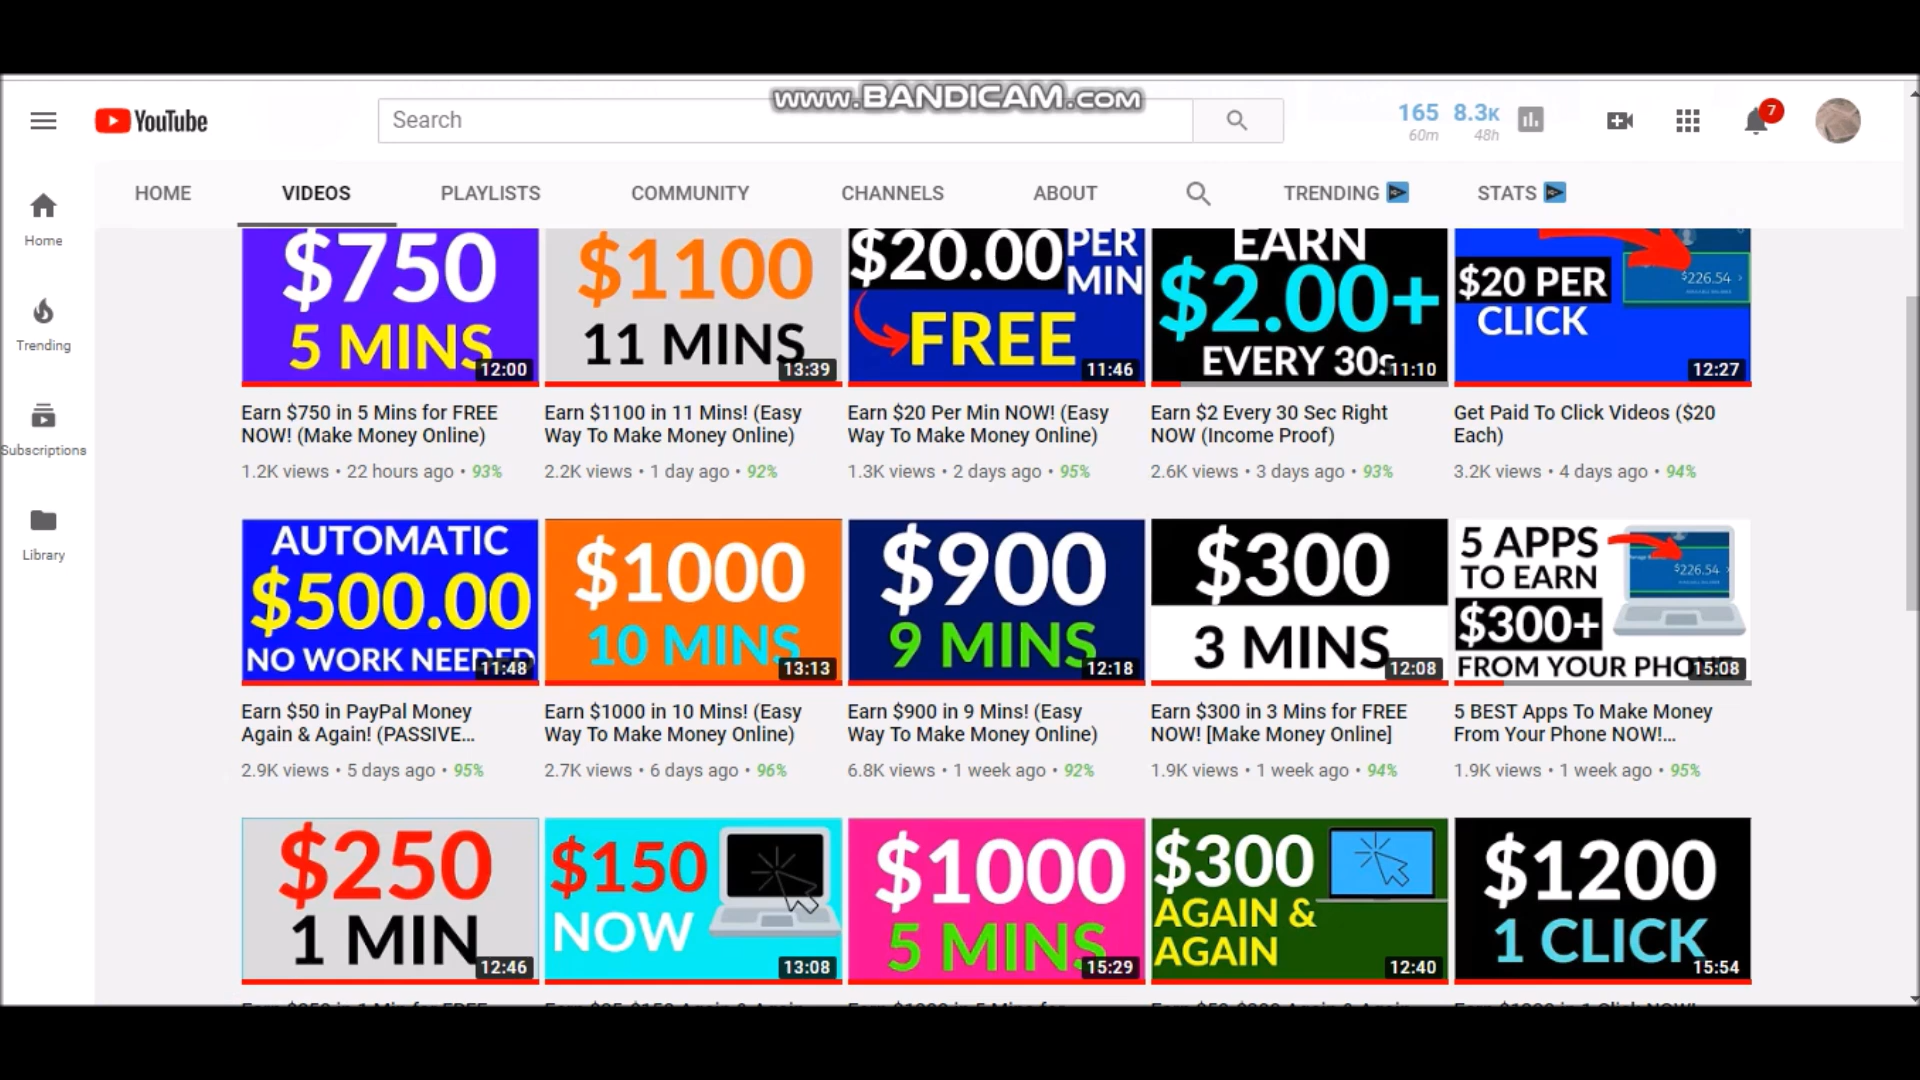 www.BANDICAM.com
YouTube
Search
165 8.3K
60m 48h
7
HOME VIDEOS PLAYLISTS COMMUNITY CHANNELS ABOUT TRENDING STATS
Home
Trending
Subscriptions
Library
$750
5 MINS
12:00
$1100
11 MINS
13:39
$20.00 PER
MIN
FREE
11:46
EARN
$2.00+
EVERY 30s
11:10
$20 PER
CLICK
$226.54
12:27
Earn $750 in 5 Mins for FREE
NOW! (Make Money Online)
1.2K views • 22 hours ago • 93%
Earn $1100 in 11 Mins! (Easy
Way To Make Money Online)
2.2K views • 1 day ago • 92%
Earn $20 Per Min NOW! (Easy
Way To Make Money Online)
1.3K views • 2 days ago • 95%
Earn $2 Every 30 Sec Right
NOW (Income Proof)
2.6K views • 3 days ago • 93%
Get Paid To Click Videos ($20
Each)
3.2K views • 4 days ago • 94%
AUTOMATIC
$500.00
NO WORK NEEDED
11:48
$1000
10 MINS
13:13
$900
9 MINS
12:18
$300
3 MINS
12:08
5 APPS
TO EARN
$300+
FROM YOUR PHONE
$226.54
15:08
Earn $50 in PayPal Money
Again & Again! (PASSIVE...
2.9K views • 5 days ago • 95%
Earn $1000 in 10 Mins! (Easy
Way To Make Money Online)
2.7K views • 6 days ago • 96%
Earn $900 in 9 Mins! (Easy
Way To Make Money Online)
6.8K views • 1 week ago • 92%
Earn $300 in 3 Mins for FREE
NOW! [Make Money Online]
1.9K views • 1 week ago • 94%
5 BEST Apps To Make Money
From Your Phone NOW!...
1.9K views • 1 week ago • 95%
$250
1 MIN
12:46
$150
NOW
13:08
$1000
5 MINS
15:29
$300
AGAIN &
AGAIN
12:40
$1200
1 CLICK
15:54